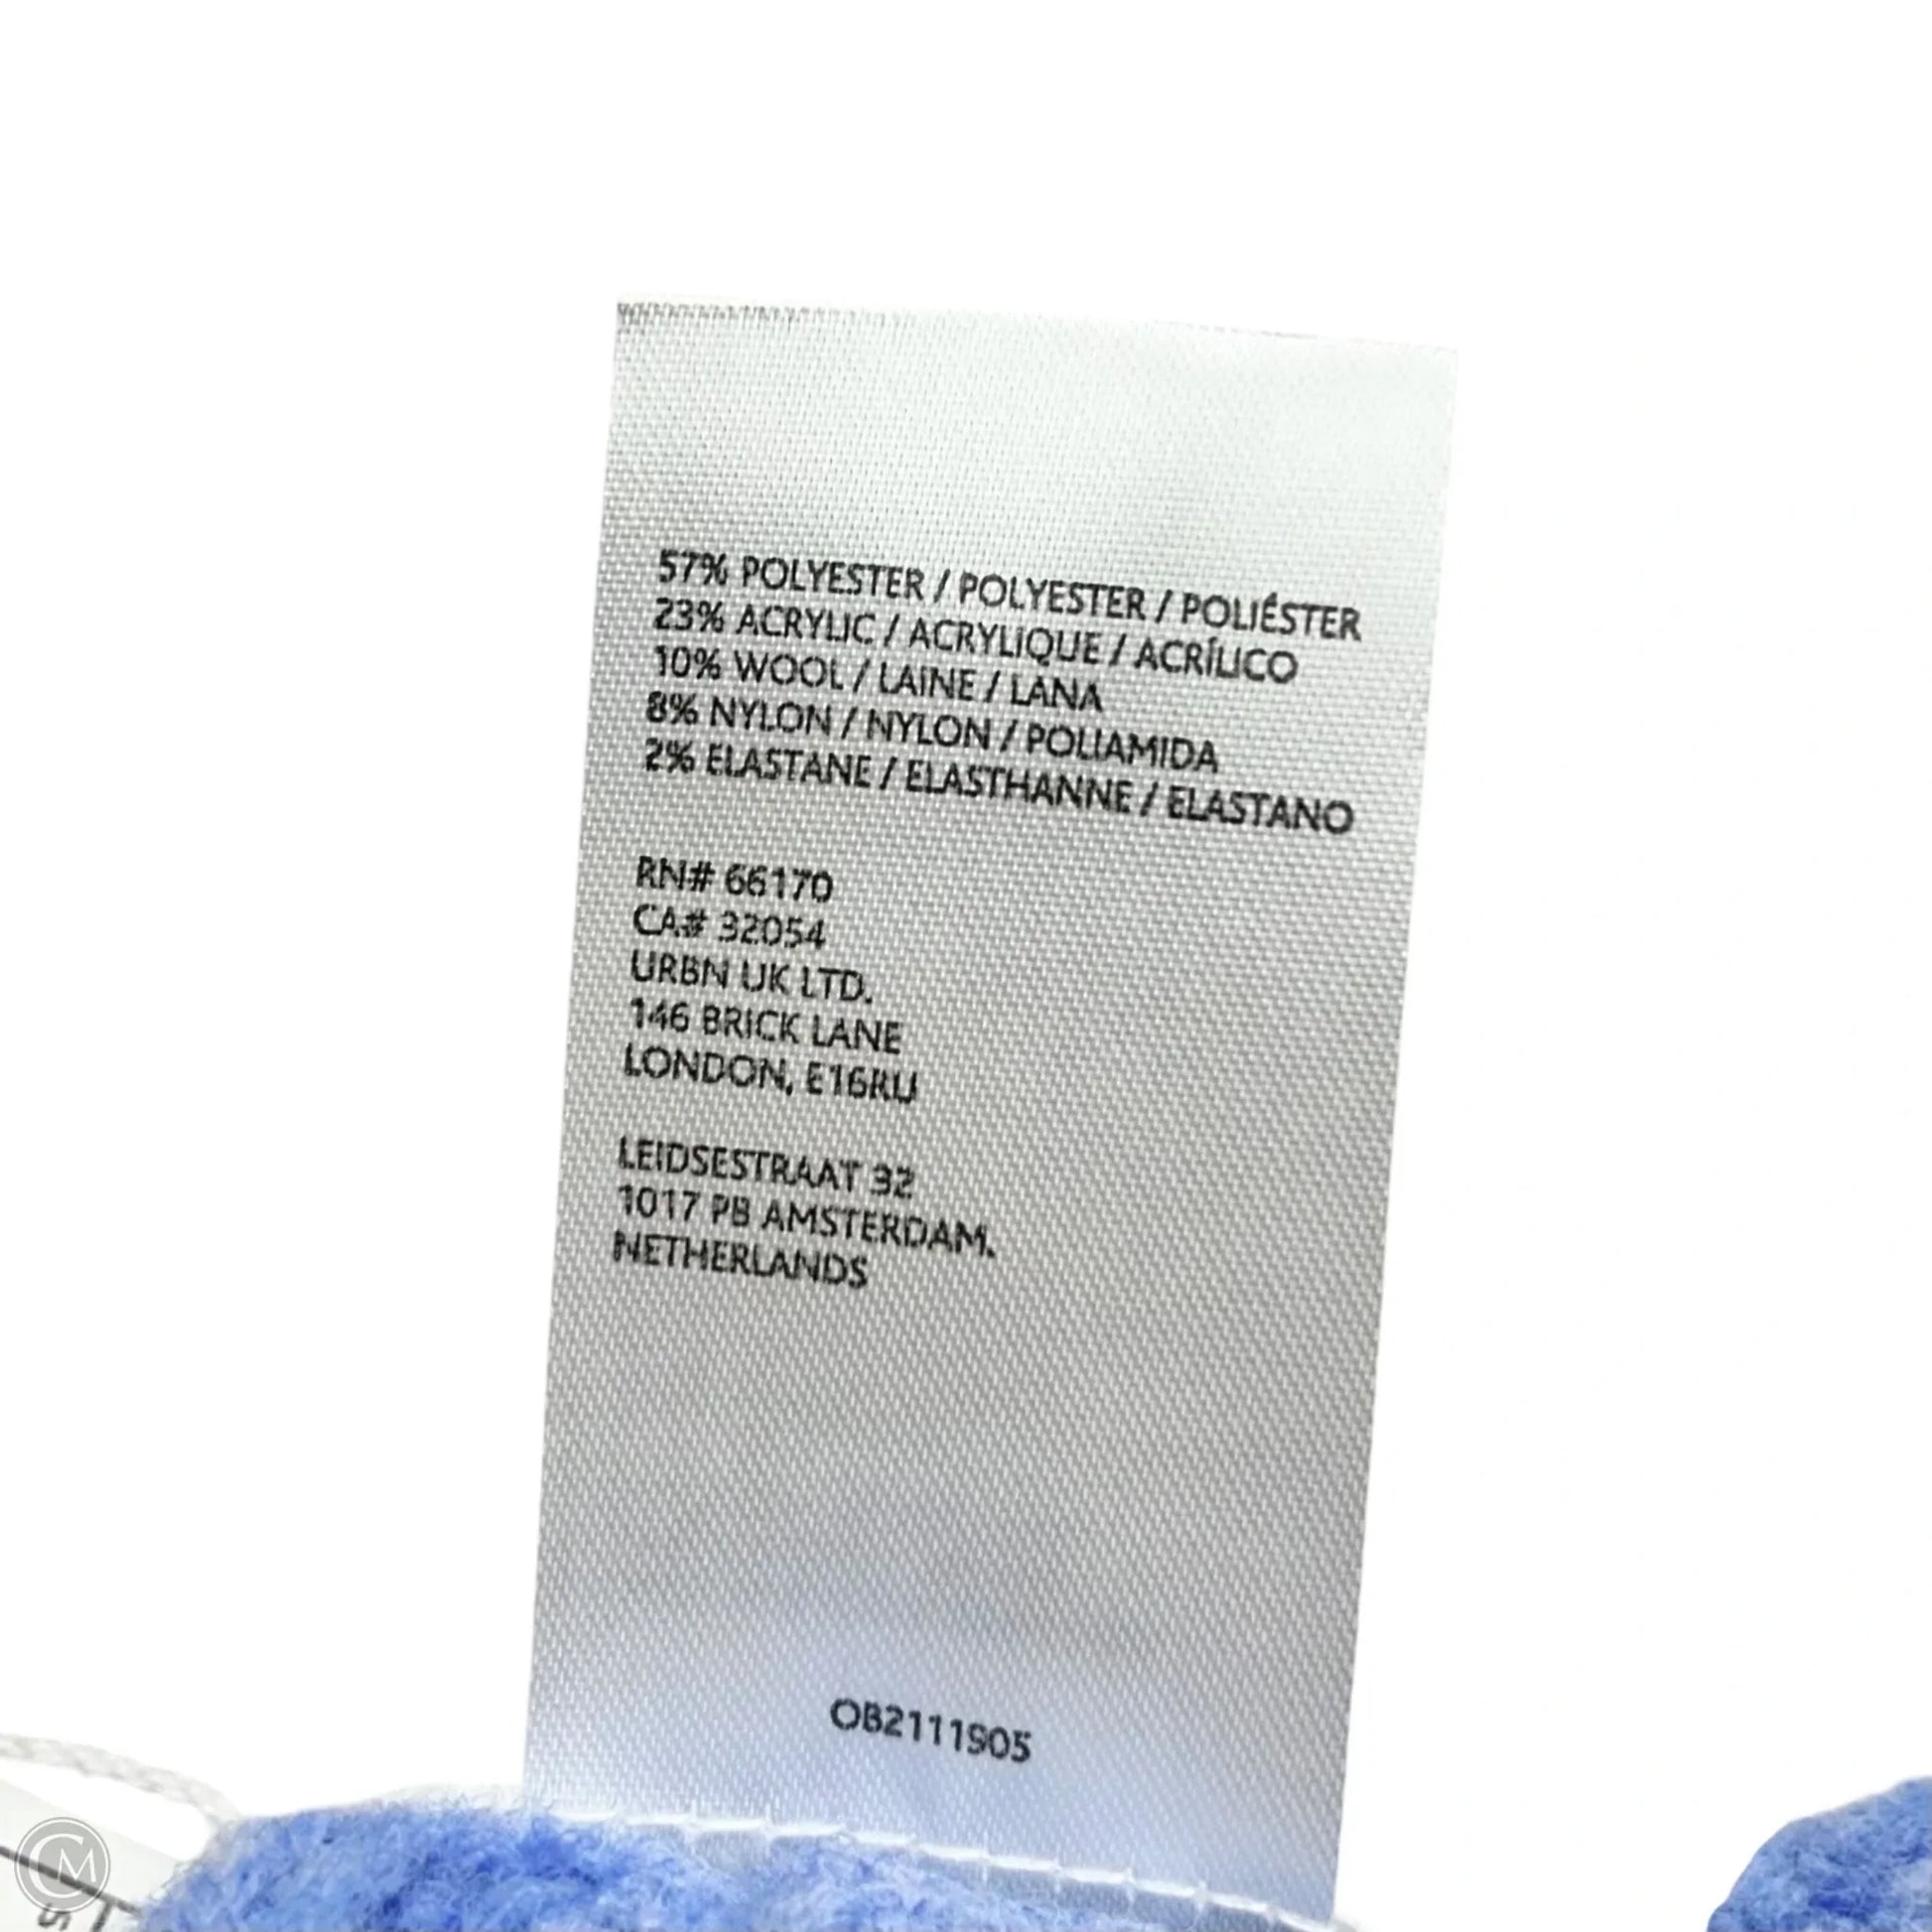 57% POLYESTER / POLYESTER / POLIÉSTER
23% ACRYLIC / ACRYLIQUE / ACRÍLICO
10% WOOL / LAINE / LANA
8% NYLON / NYLON / POLIAMIDA
2% ELASTANE / ELASTHANNE / ELASTANO
RN# 66170
CA# 32054
URBN UK LTD.
146 BRICK LANE
LONDON, E16RU
LEIDSESTRAAT 32
1017 PB AMSTERDAM.
NETHERLANDS
OB2111905
CM